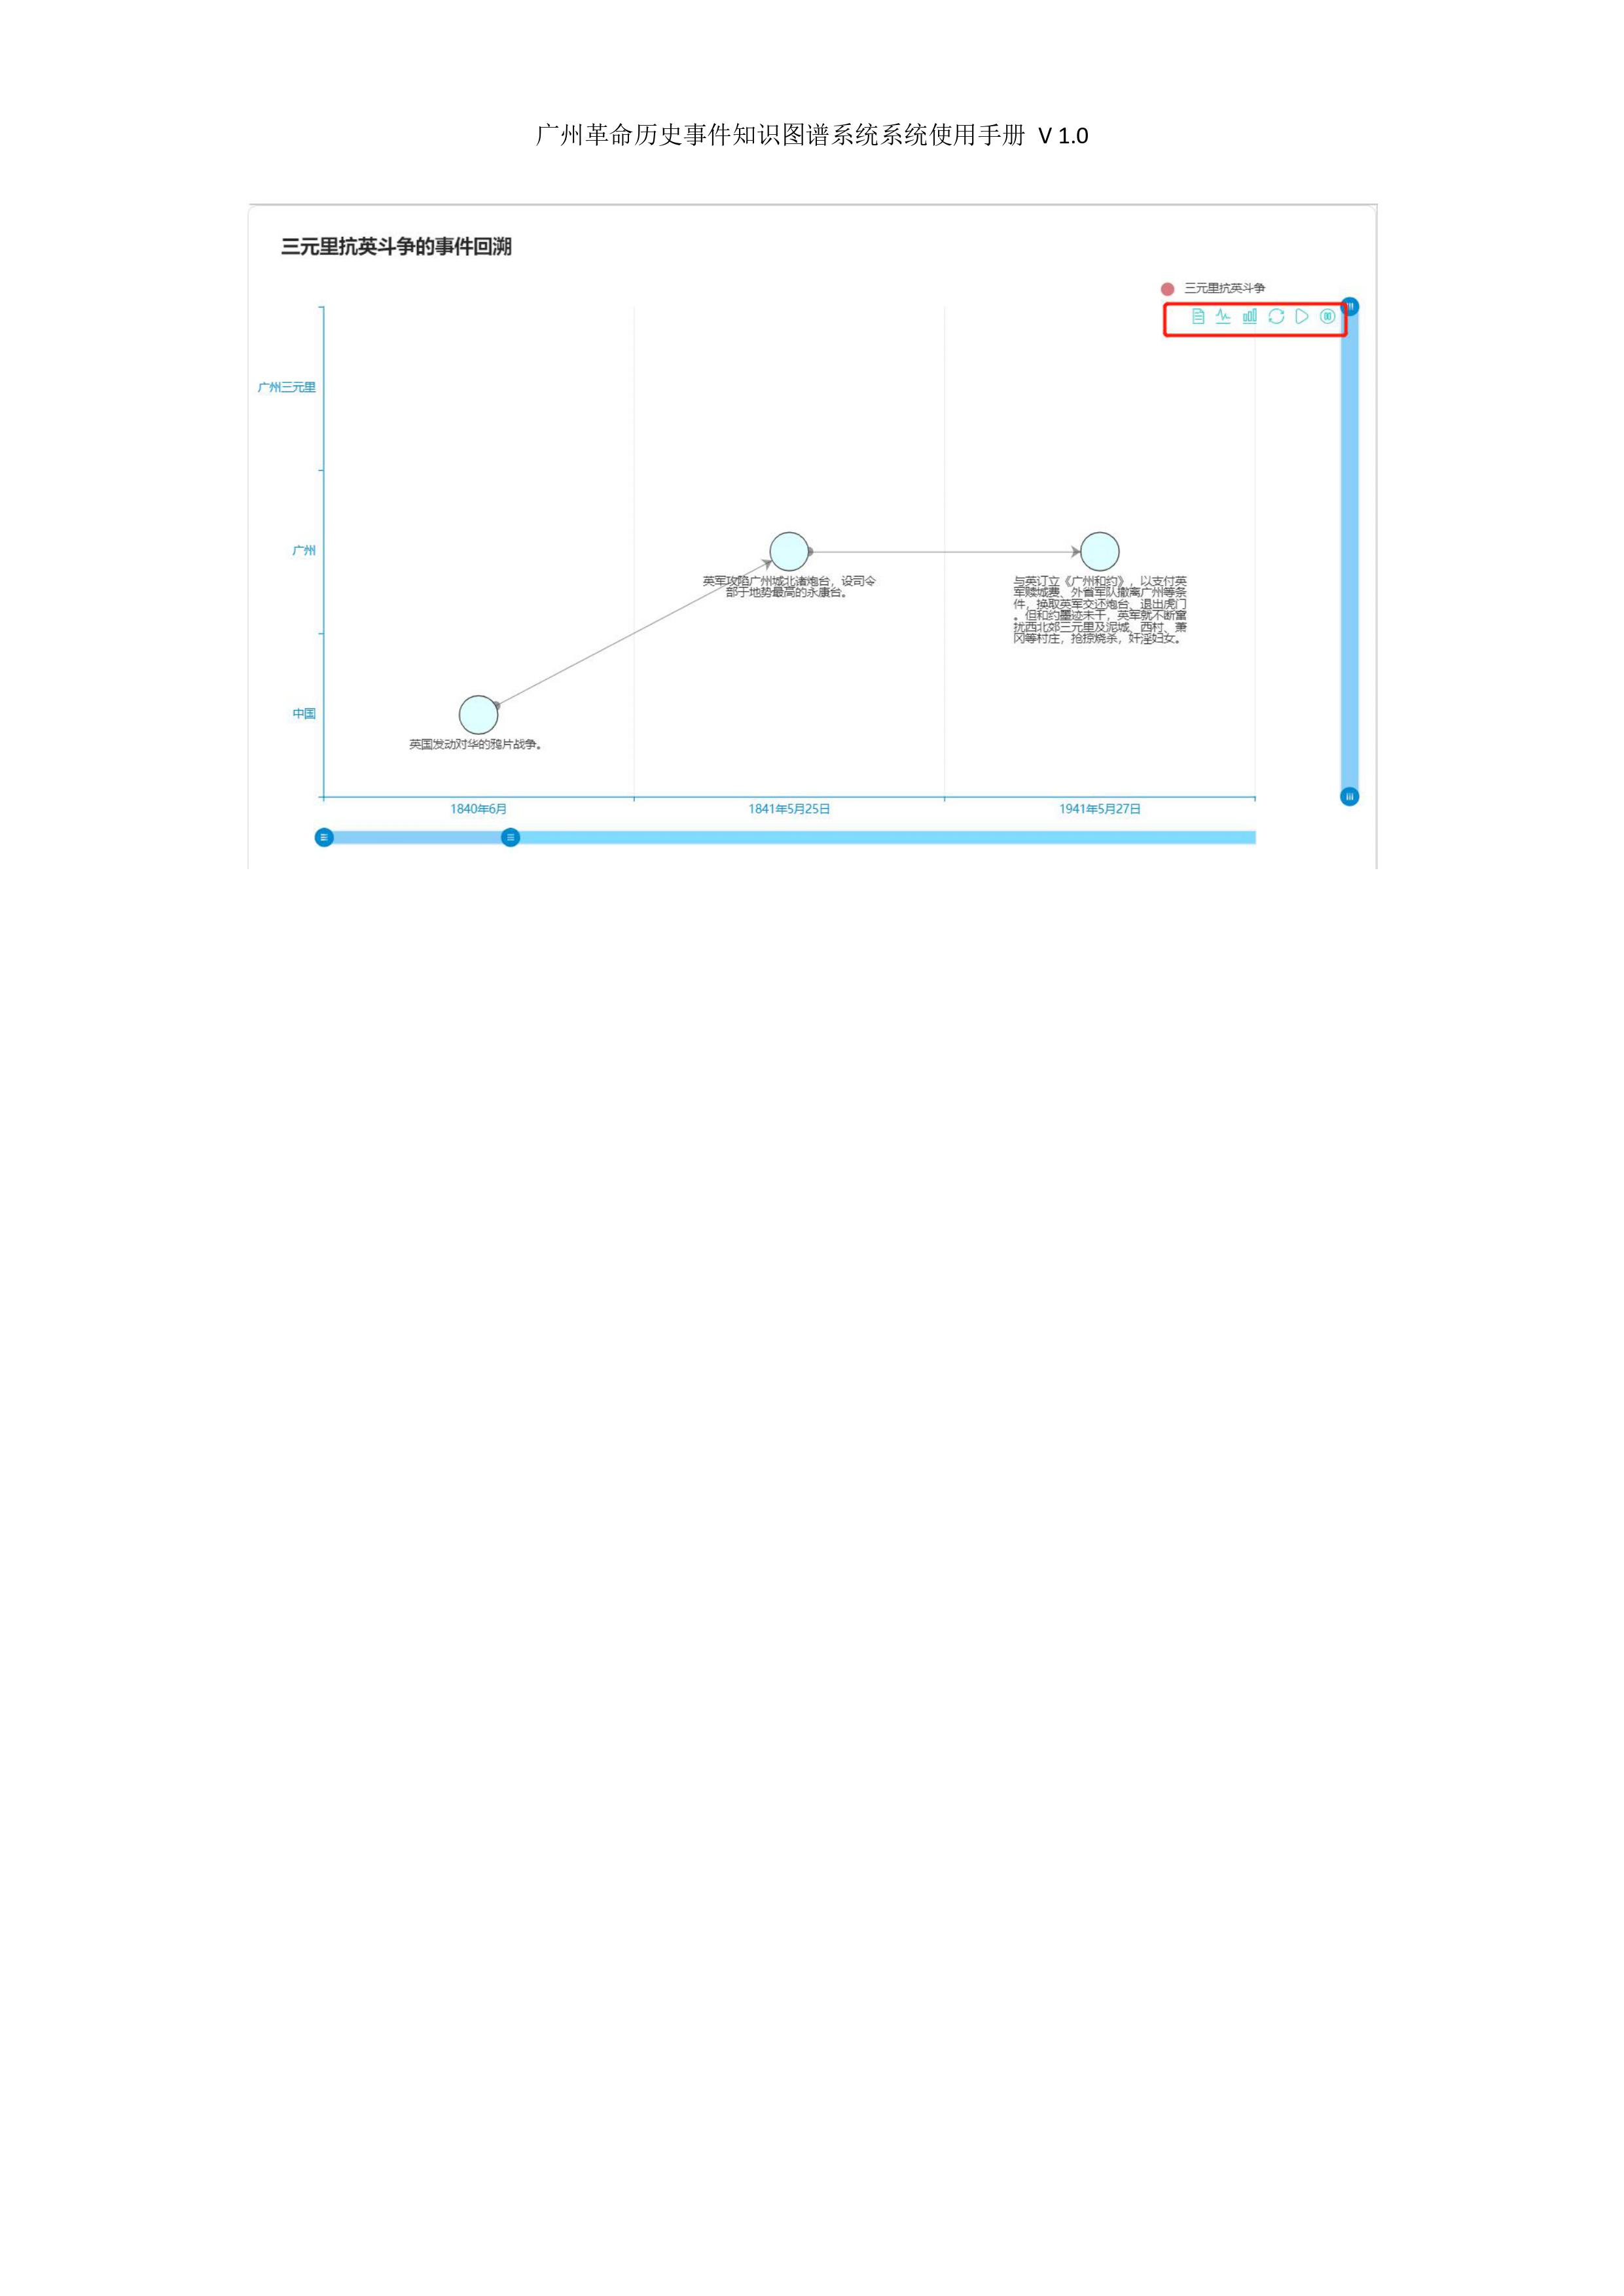 广州革命历史事件知识图谱系统系统使用手册 V 1.0
三元里抗英斗争的事件回溯
三元里抗英斗争
广州三元里
广州
英军攻陷广州城北诸炮台，设司令
部于地势最高的永康台。
与英订立《广州和约》，以支付英
军赎城费、外省军队撤离广州等条
件，换取英军交还炮台、退出虎门
。但和约墨迹未干，英军就不断窜
扰西北郊三元里及泥城、西村、萧
冈等村庄，抢掠烧杀，奸淫妇女。
中国
英国发动对华的鸦片战争。
1840年6月
1841年5月25日
1941年5月27日